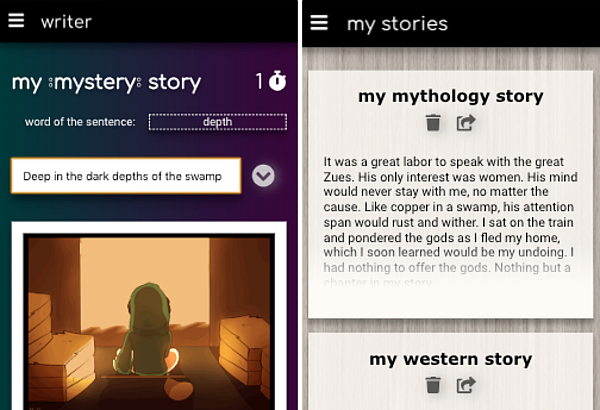 writer
my :mystery: story
1
word of the sentence:
depth
Deep in the dark depths of the swamp
my stories
my mythology story
It was a great labor to speak with the great
Zues. His only interest was women. His mind
would never stay with me, no matter the
cause. Like copper in a swamp, his attention
span would rust and wither. I sat on the train
and pondered the gods as I fled my home,
which I soon learned would be my undoing. I
had nothing to offer the gods. Nothing but a
chapter in my story
my western story